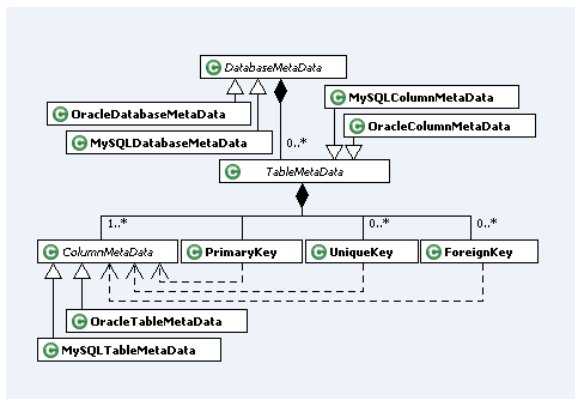 DatabaseMetaData
MySQLColumnMetaData
OracleDatabaseMetaData
OracleColumnMetaData
MySQLDatabaseMetaData
0..*
TableMetaData
1..*
0..*
0..*
ColumnMetaData
PrimaryKey
UniqueKey
ForeignKey
OracleTableMetaData
MySQLTableMetaData